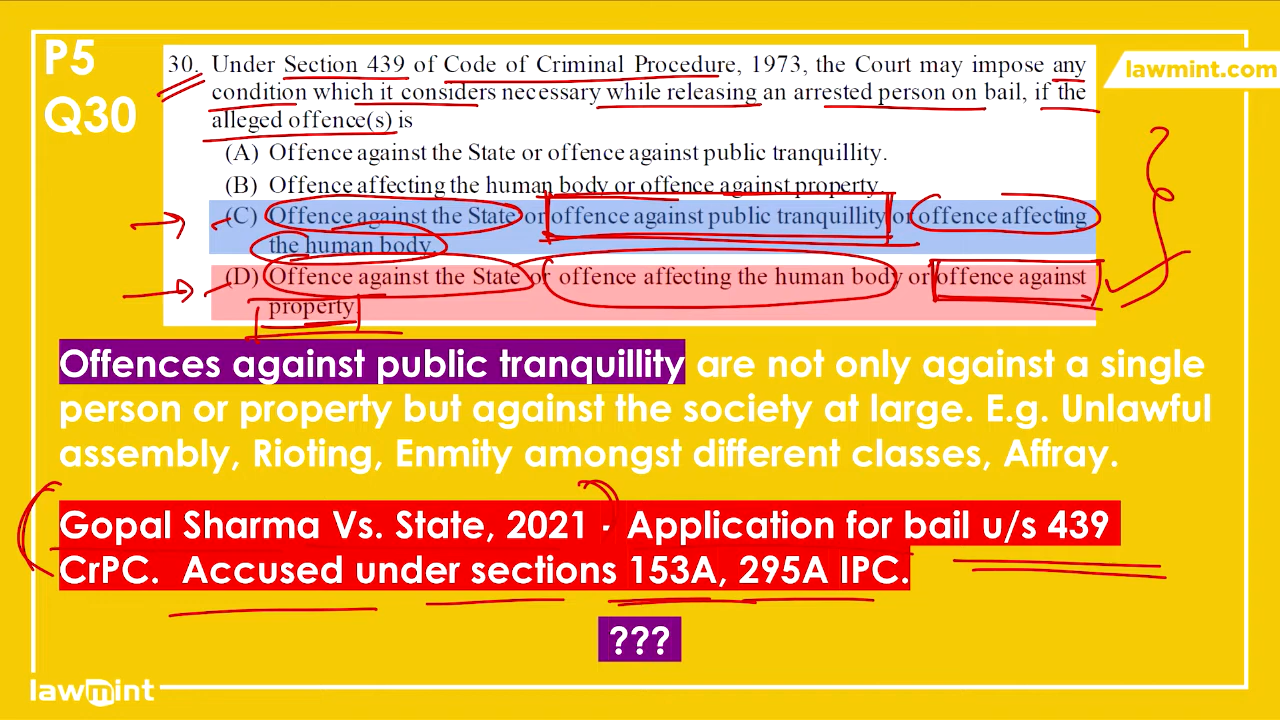 P5
Q30
lawmint.com
30. Under Section 439 of Code of Criminal Procedure, 1973, the Court may impose any
condition which it considers necessary while releasing an arrested person on bail, if the
alleged offence(s) is
(A) Offence against the State or offence against public tranquillity.
(B) Offence affecting the human body or offence against property.
(C) Offence against the State or offence against public tranquillity or offence affecting
the human body.
(D) Offence against the State or offence affecting the human body or offence against
property
Offences against public tranquillity are not only against a single
person or property but against the society at large. E.g. Unlawful
assembly, Rioting, Enmity amongst different classes, Affray.
Gopal Sharma Vs. State, 2021 - Application for bail u/s 439
CrPC. Accused under sections 153A, 295A IPC.
???
lawmint